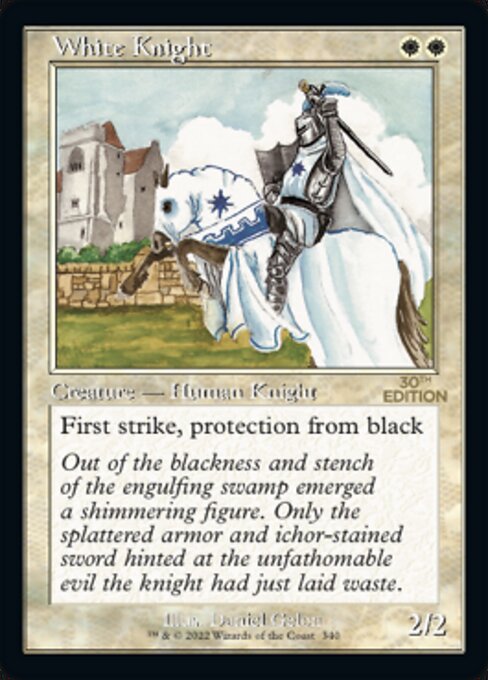 White Knight
Creature — Human Knight
30TH
EDITION
First strike, protection from black
Out of the blackness and stench
of the engulfing swamp emerged
a shimmering figure. Only the
splattered armor and ichor-stained
sword hinted at the unfathomable
evil the knight had just laid waste.
Illus. Daniel Gelon
2/2
™ & © 2022 Wizards of the Coast 340